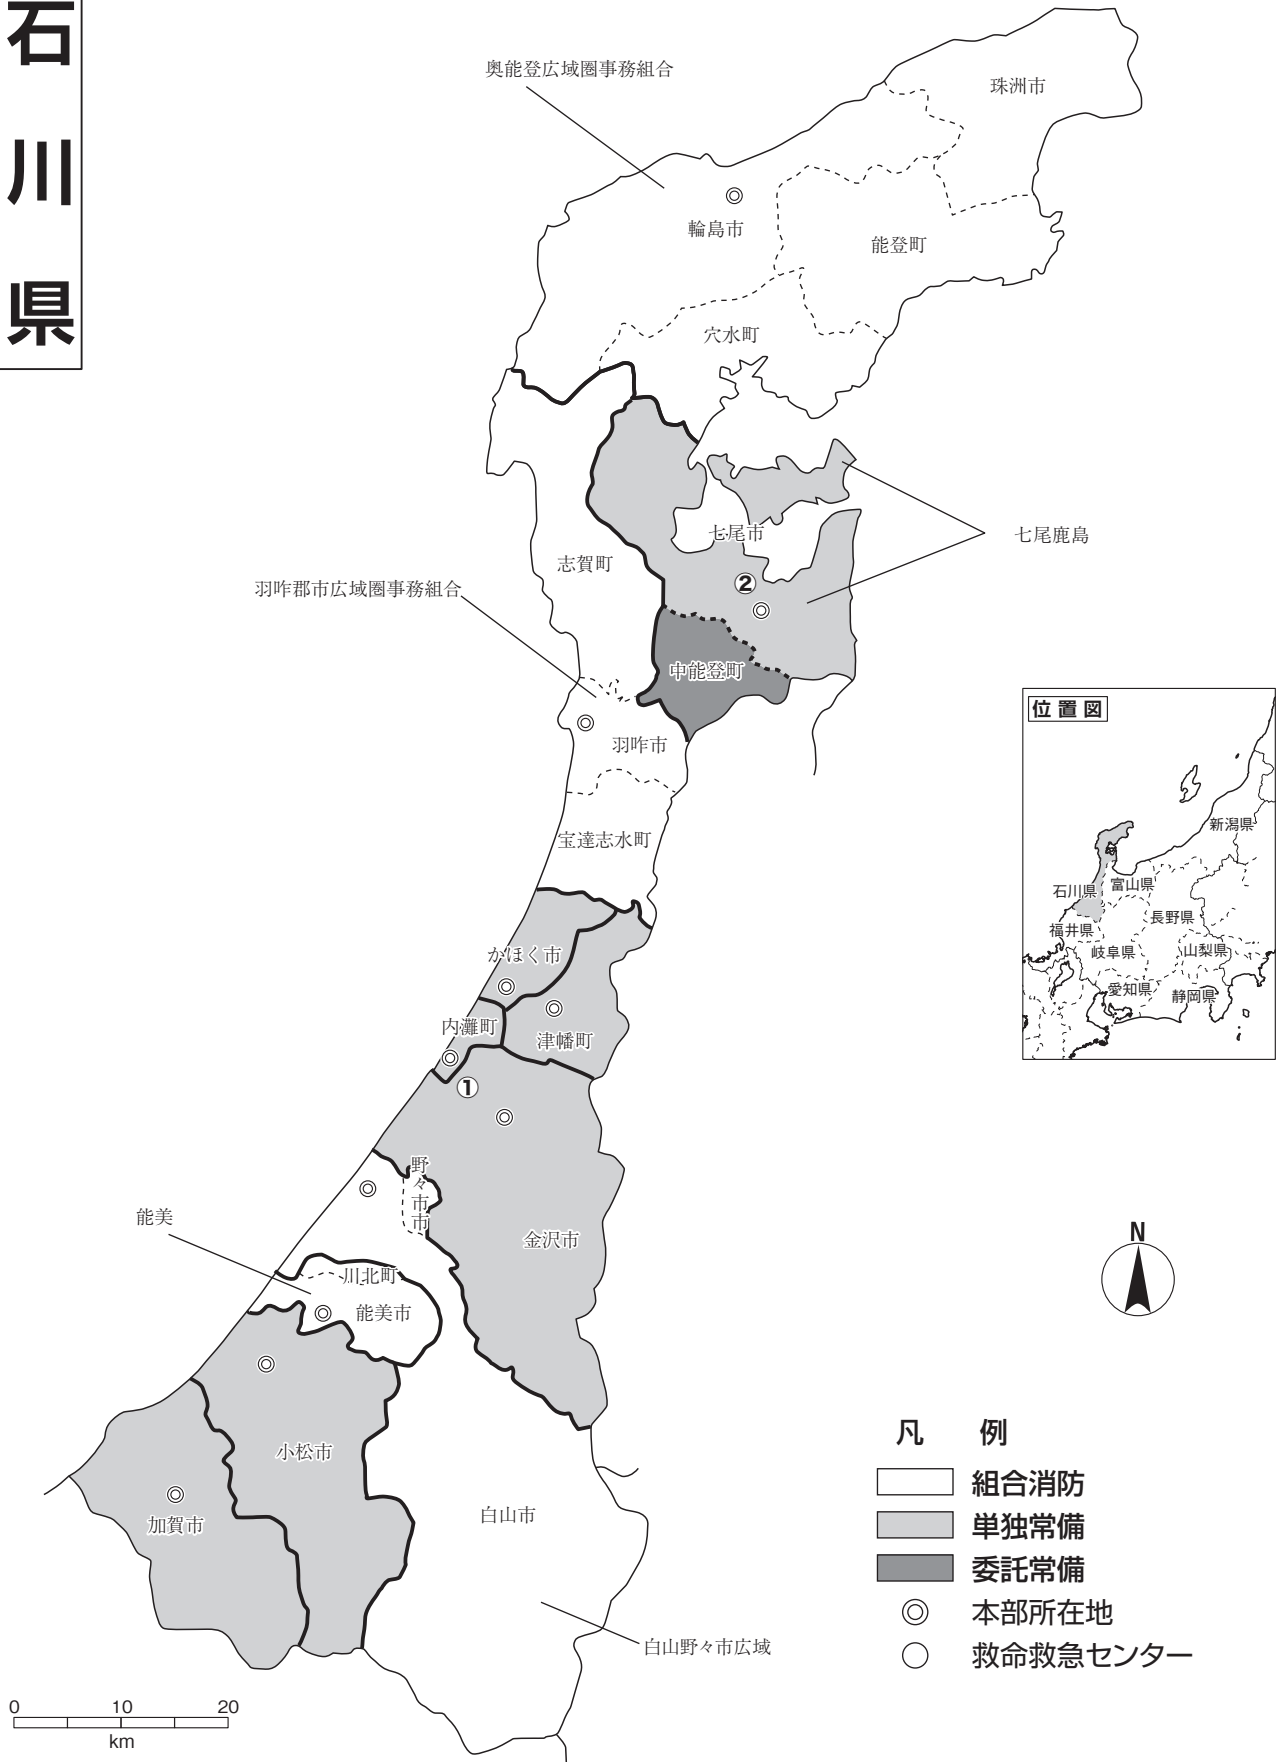 石川県
奥能登広域圏事務組合
珠洲市
輪島市
能登町
穴水町
七尾市
七尾鹿島
志賀町
②
羽咋郡市広域圏事務組合
中能登町
羽咋市
宝達志水町
かほく市
内灘町
津幡町
①
野々市市
金沢市
能美
川北町
能美市
小松市
加賀市
白山市
白山野々市広域
位置図
新潟県
石川県
富山県
長野県
福井県
岐阜県
山梨県
愛知県
静岡県
N
凡 例
組合消防
単独常備
委託常備
本部所在地
救命救急センター
0 10 20
km